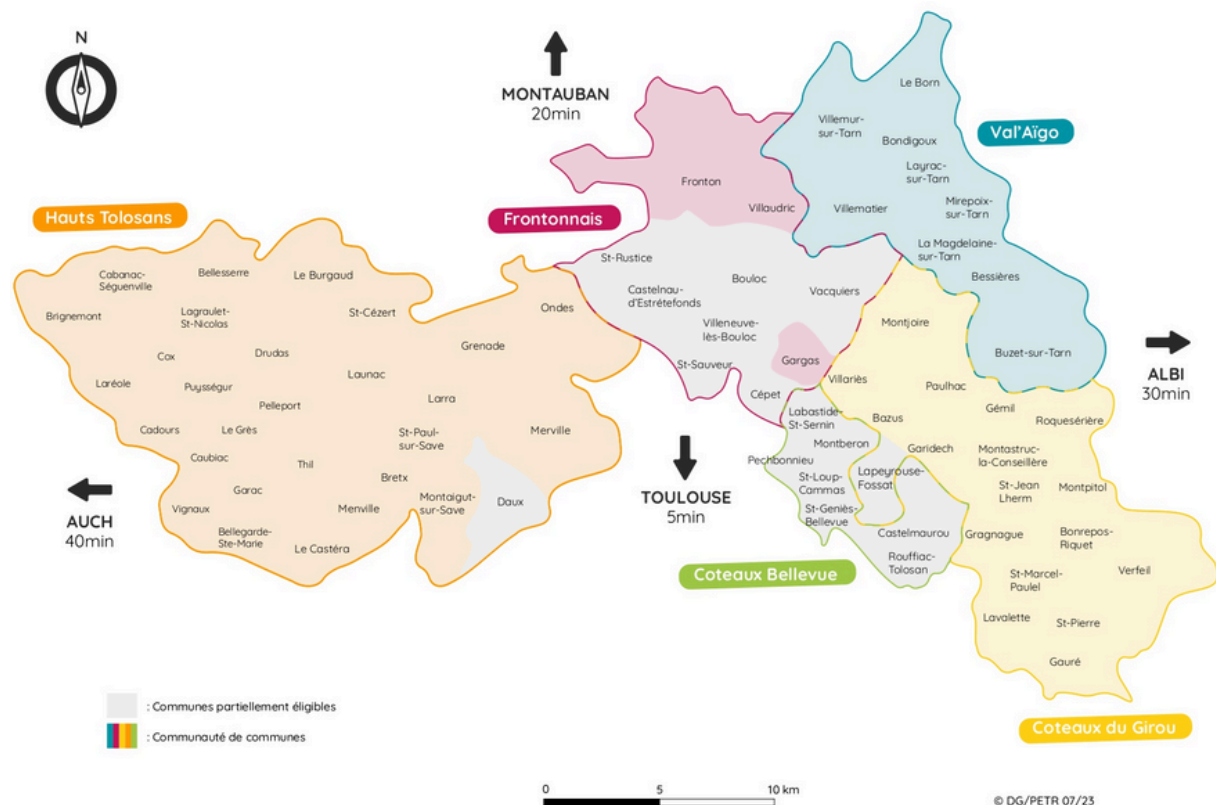 N
MONTAUBAN
20min
Le Born
Villemur-
sur-Tarn
Bondigoux
Val'Aïgo
Layrac-
sur-Tarn
Fronton
Villaudric
Villematier
Mirepoix-
sur-Tarn
Hauts Tolosans
Frontonnais
La Magdelaine-
sur-Tarn
Bessières
St-Rustice
Bouloc
Vacquiers
Castelnau-
d'Estrétefonds
Cabanac-
Séguenville
Bellesserre
Le Burgaud
Ondes
Brignemont
Lagraulet-
St-Nicolas
St-Cézert
Villeneuve-
lès-Bouloc
Montjoire
Buzet-sur-Tarn
Cox
Drudas
Grenade
St-Sauveur
Gargas
ALBI
30min
Laréole
Puysségur
Launac
Villariès
Paulhac
Pelleport
Larra
Cépet
Gémil
Roquesérière
Cadours
Le Grès
St-Paul-
sur-Save
Merville
Labastide-
St-Sernin
Bazus
Montberon
Garidech
Montastruc-
la-Conseillère
Caubiac
Thil
Pechbonnieu
Lapeyrouse-
Fossat
St-Loup-
Cammas
St-Jean
Lherm
Montpitol
Garac
Bretx
Montaigut-
sur-Save
Daux
TOULOUSE
5min
AUCH
40min
Vignaux
Menville
St-Geniès-
Bellevue
Castelmaurou
Gragnague
Bonrepos-
Riquet
Bellegarde-
Ste-Marie
Le Castéra
Rouffiac-
Tolosan
Coteaux Bellevue
St-Marcel-
Paulel
Verfeil
Lavalette
St-Pierre
Gauré
: Communes partiellement éligibles
: Communauté de communes
Coteaux du Girou
0 5 10 km
© DG/PETR 07/23